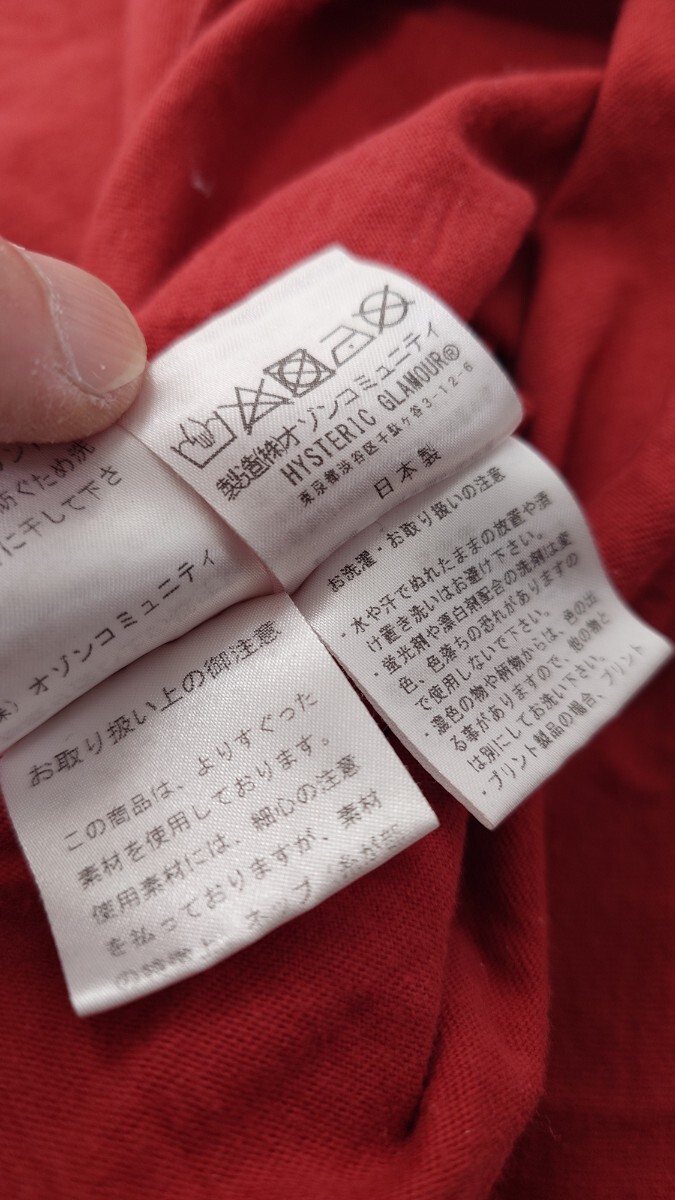 製造㈱オゾンコミュニティ
HYSTERIC GLAMOUR®
東京都渋谷区千駄ヶ谷3-12-6
日本製
お洗濯・お取り扱いの注意
・水や汗でぬれたままの放置や漬
け置き洗いはお避け下さい。
・蛍光剤や漂白剤配合の洗剤は変
色、色落ちの恐れがありますの
で使用しないで下さい。
・濃色の物や柄物からは、色の出
る事がありますので、他の物と
は別にしてお洗い下さい。
・プリント製品の場合、プリント
防ぐため洗
に干して下さ
）オゾンコミュニティ
お取り扱い上の御注意
この商品は、よりすぐった
素材を使用しております。
使用素材には、細心の注意
を払っておりますが、素材